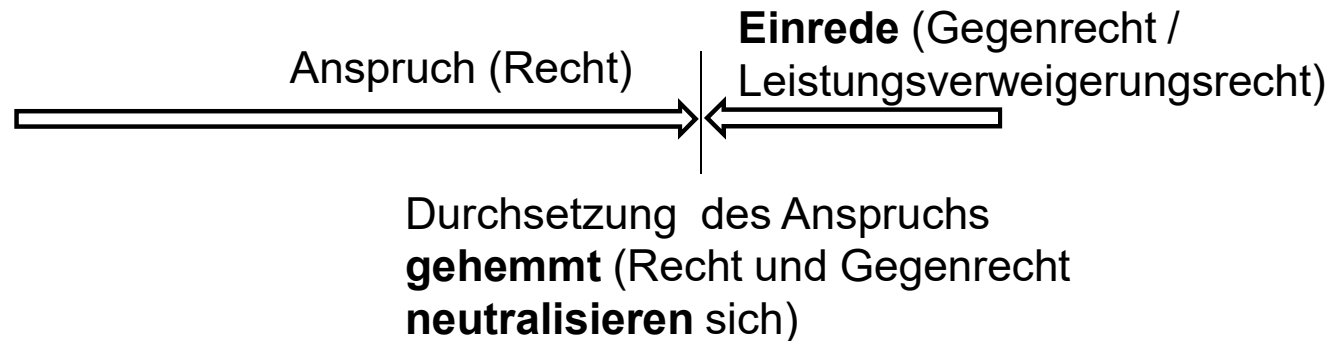 Anspruch (Recht)
Einrede (Gegenrecht /
Leistungsverweigerungsrecht)
Durchsetzung des Anspruchs
gehemmt (Recht und Gegenrecht
neutralisieren sich)